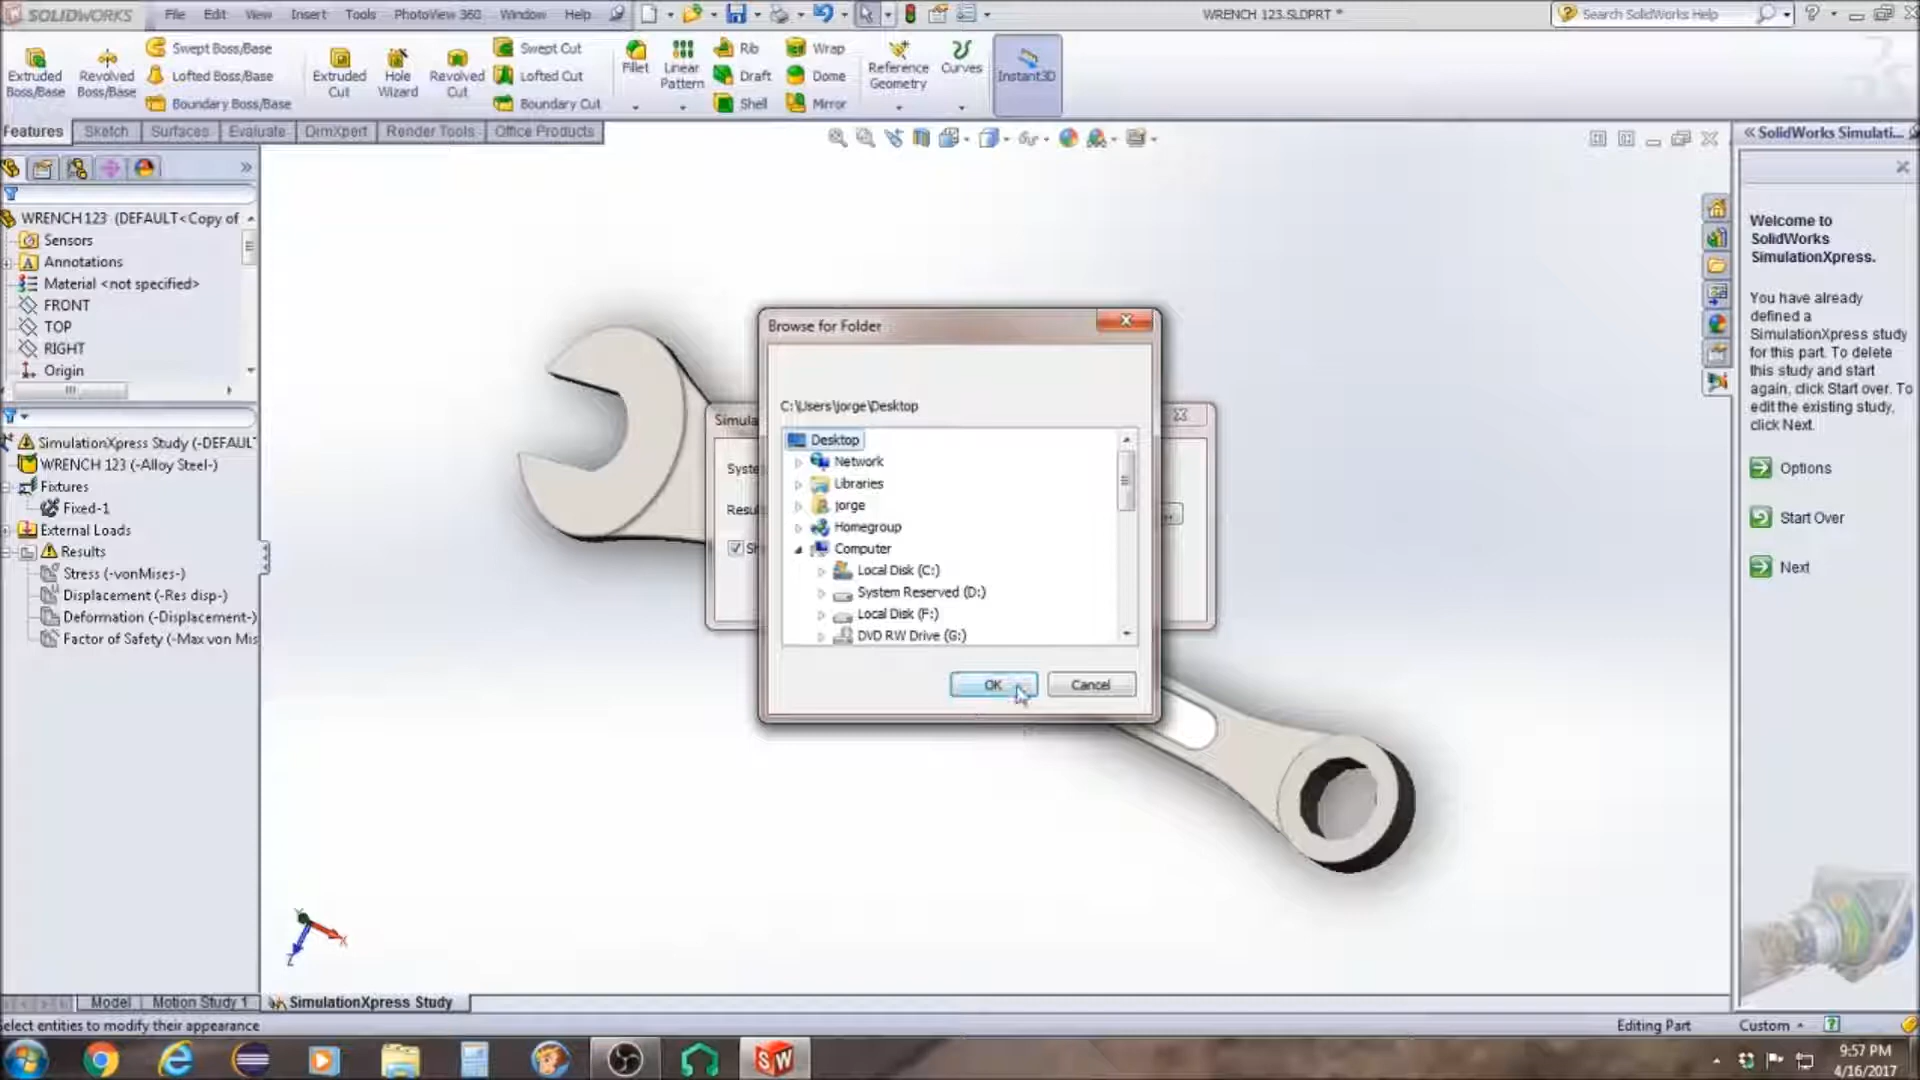 SOLIDWORKS File Edit View Insert Tools PhotoView 360 Window Help WRENCH 123.SLDPRT * Search SolidWorks Help
Extruded Boss/Base
Revolved Boss/Base
Swept Boss/Base
Lofted Boss/Base
Boundary Boss/Base
Extruded Cut
Hole Wizard
Revolved Cut
Swept Cut
Lofted Cut
Boundary Cut
Fillet
Linear Pattern
Rib
Draft
Shell
Wrap
Dome
Mirror
Reference Geometry
Curves
Instant3D
Features Sketch Surfaces Evaluate DimXpert Render Tools Office Products
WRENCH 123 (DEFAULT<Copy of
Sensors
Annotations
Material <not specified>
FRONT
TOP
RIGHT
Origin
SimulationXpress Study (-DEFAUL
WRENCH 123 (-Alloy Steel-)
Fixtures
Fixed-1
External Loads
Results
Stress (-vonMises-)
Displacement (-Res disp-)
Deformation (-Displacement-)
Factor of Safety (-Max von Mis
Simula
Syste
Resul
Sh
Browse for Folder
C:\Users\jorge\Desktop
Desktop
Network
Libraries
jorge
Homegroup
Computer
Local Disk (C:)
System Reserved (D:)
Local Disk (F:)
DVD RW Drive (G:)
OK Cancel
SolidWorks Simulati...
Welcome to
SolidWorks
SimulationXpress.
You have already
defined a
SimulationXpress study
for this part. To delete
this study and start
again, click Start over. To
edit the existing study,
click Next.
Options
Start Over
Next
X
Z
Model Motion Study 1 SimulationXpress Study
Select entities to modify their appearance Editing Part Custom
SW
9:57 PM
4/16/2017